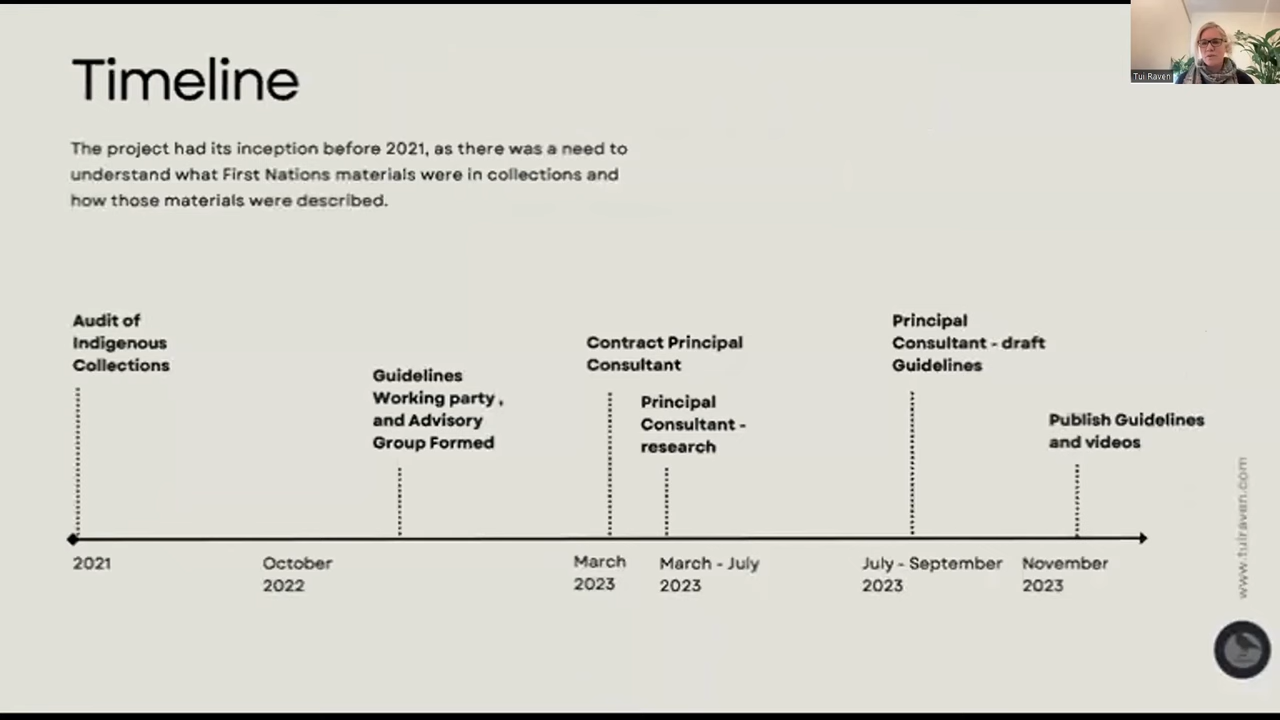 Timeline
Tui Raven
The project had its inception before 2021, as there was a need to
understand what First Nations materials were in collections and
how those materials were described.
Audit of
Indigenous
Collections
Guidelines
Working party ,
and Advisory
Group Formed
Contract Principal
Consultant
Principal
Consultant -
research
Principal
Consultant - draft
Guidelines
Publish Guidelines
and videos
2021
October
2022
March
2023
March - July
2023
July - September
2023
November
2023
www.tuiraven.com